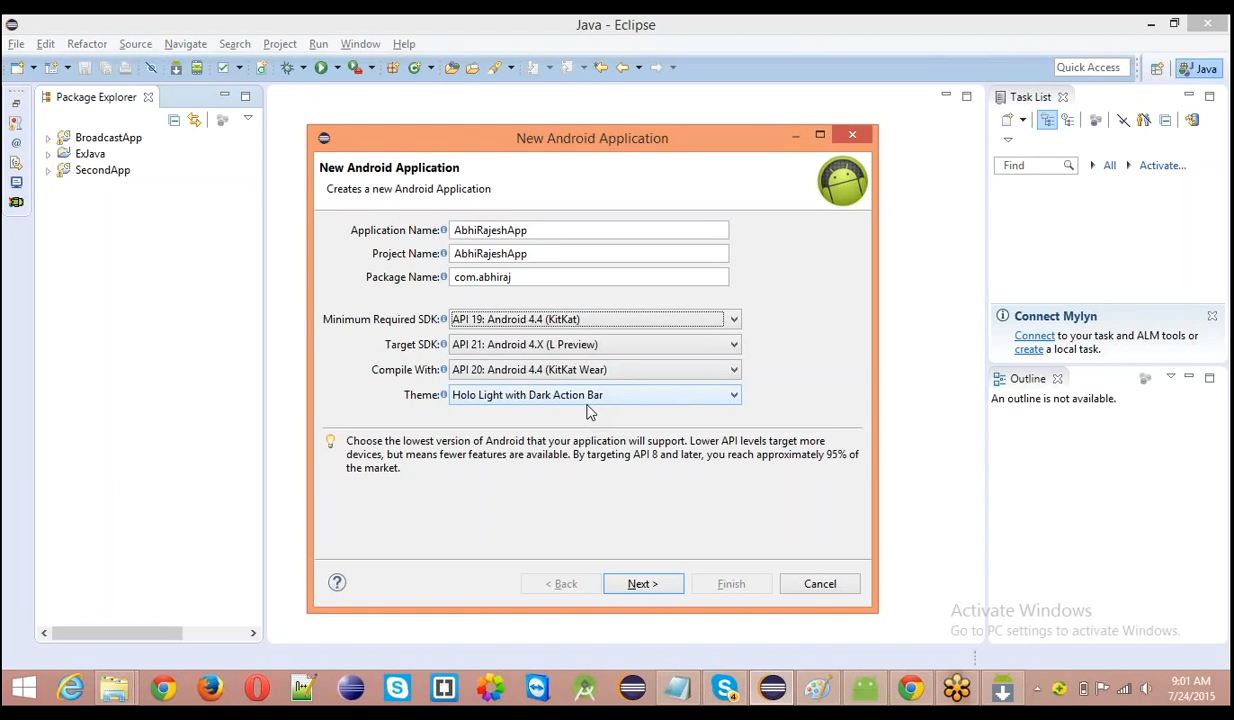 Java - Eclipse
File Edit Refactor Source Navigate Search Project Run Window Help
Quick Access
Java
Package Explorer
BroadcastApp
ExJava
SecondApp
Task List
Find
All
Activate...
New Android Application
New Android Application
Creates a new Android Application
Application Name: AbhiRajeshApp
Project Name: AbhiRajeshApp
Package Name: com.abhiraj
Minimum Required SDK: API 19: Android 4.4 (KitKat)
Target SDK: API 21: Android 4.X (L Preview)
Compile With: API 20: Android 4.4 (KitKat Wear)
Theme: Holo Light with Dark Action Bar
Choose the lowest version of Android that your application will support. Lower API levels target more
devices, but means fewer features are available. By targeting API 8 and later, you reach approximately 95% of
the market.
< Back
Next >
Finish
Cancel
Connect Mylyn
Connect to your task and ALM tools or
create a local task.
Outline
An outline is not available.
Activate Windows
Go to PC settings to activate Windows.
4
9:01 AM
7/24/2015